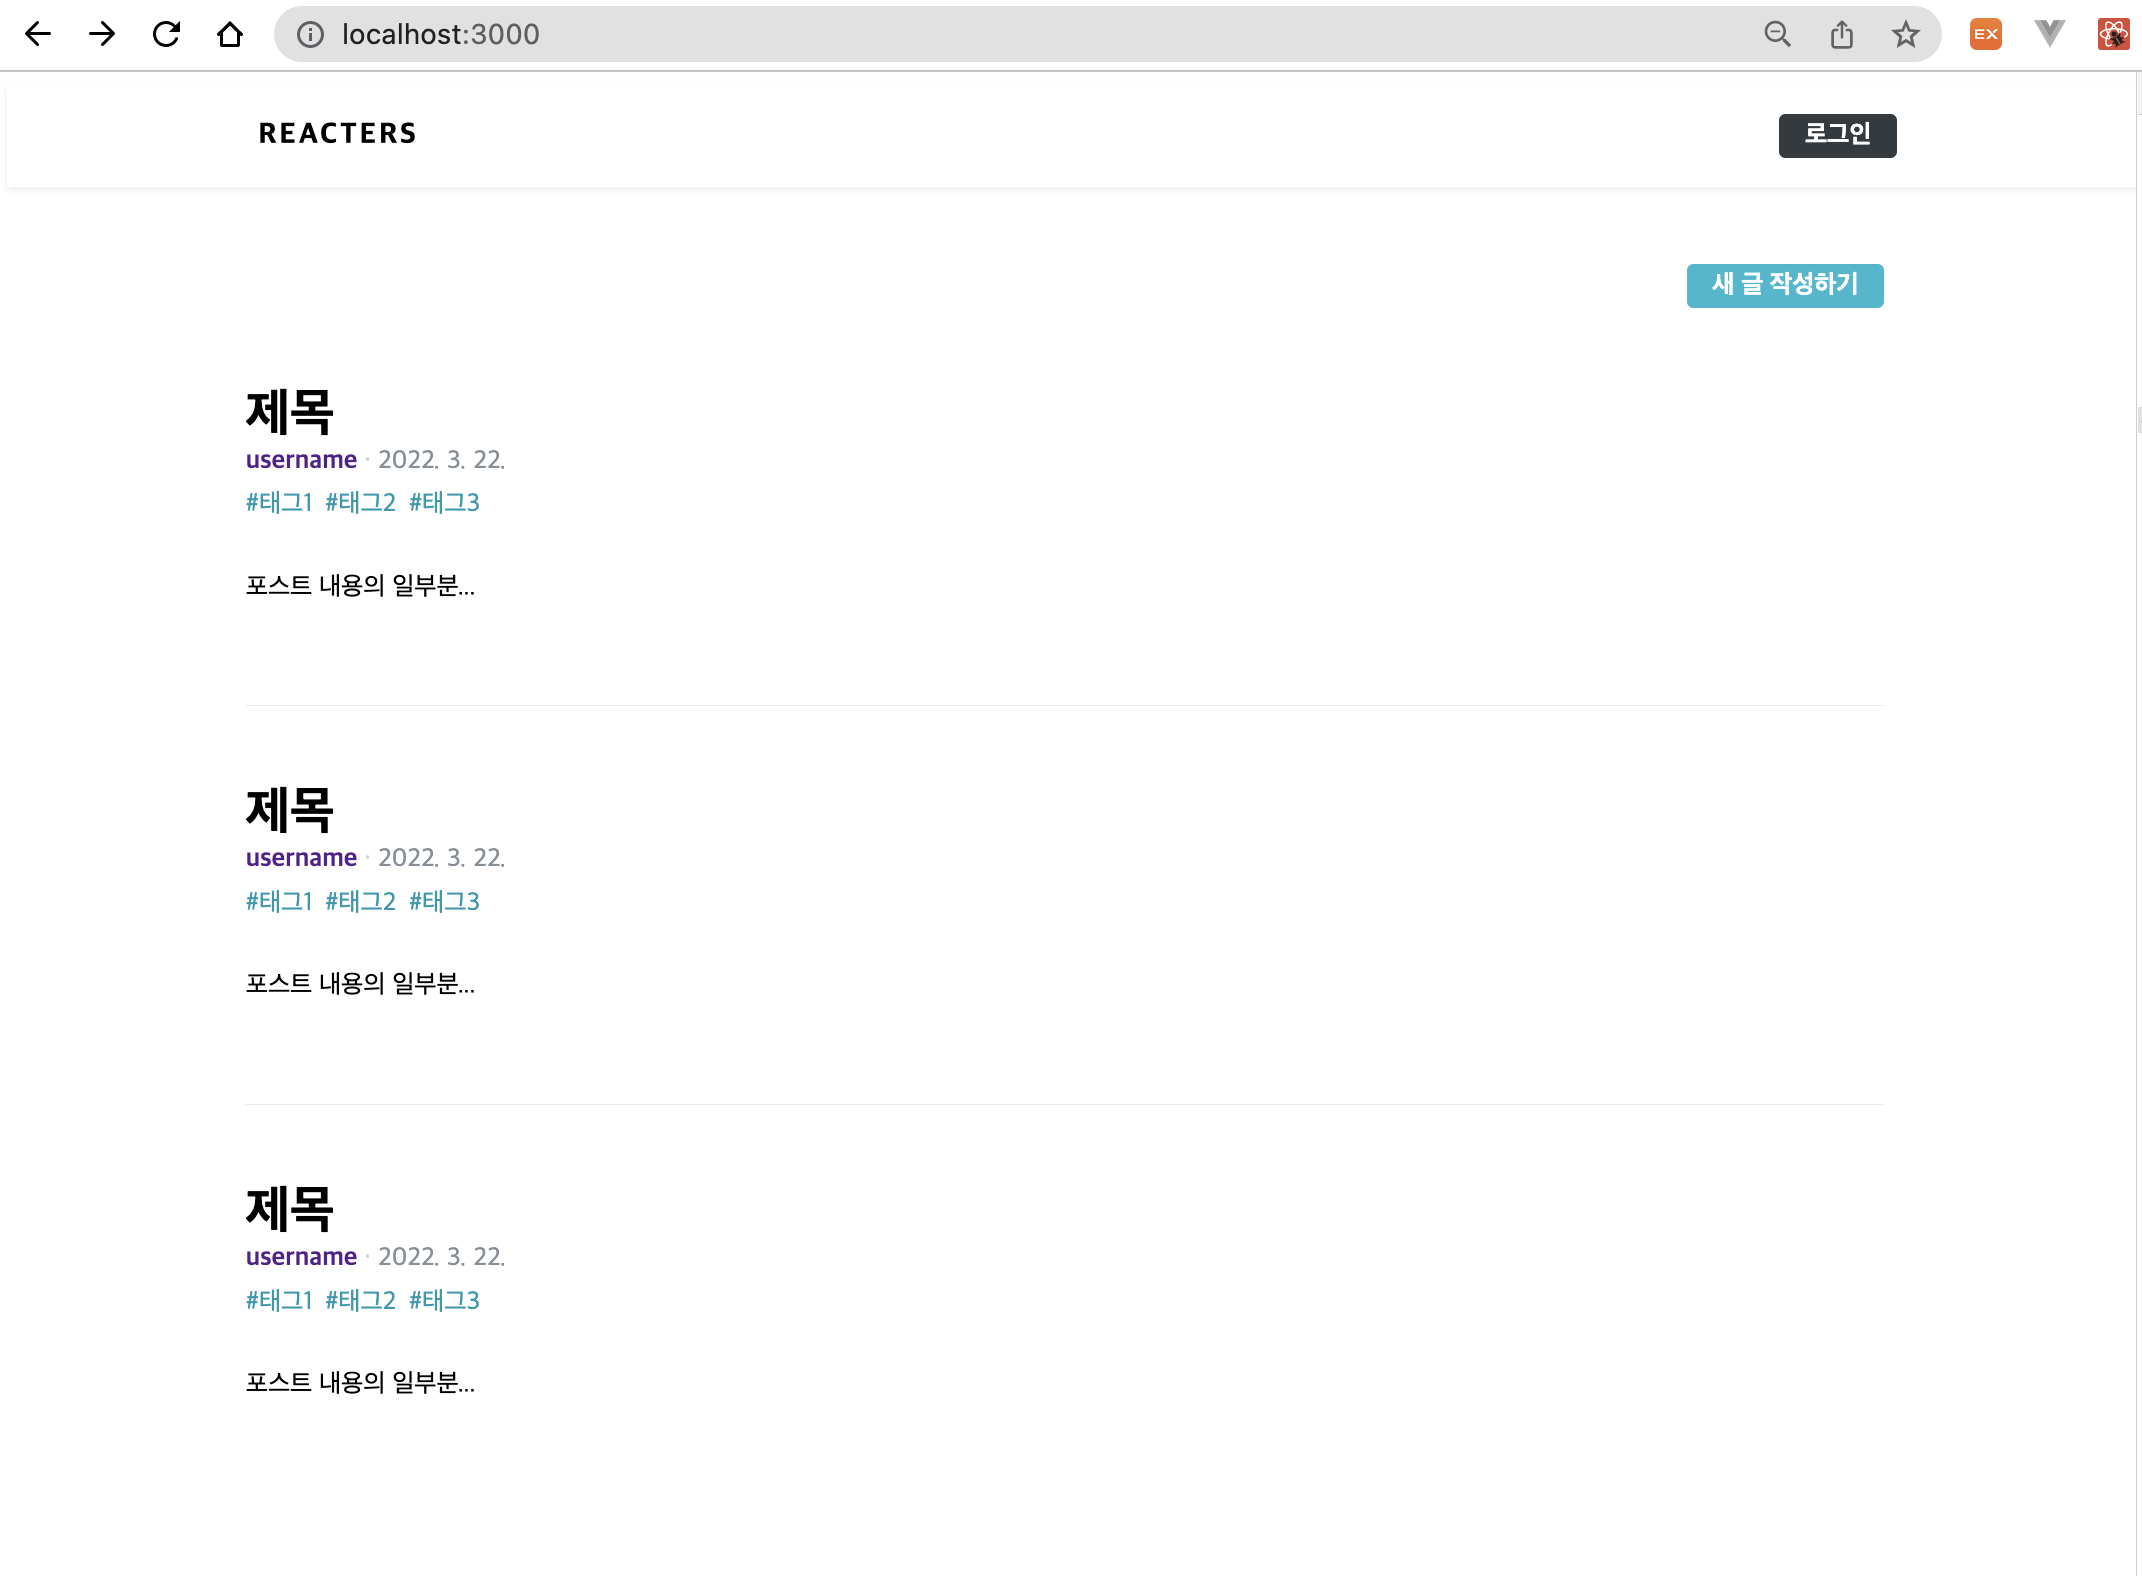 localhost:3000
EX
REACTERS
로그인
새 글 작성하기
제목
username · 2022. 3. 22.
#태그1 #태그2 #태그3
포스트 내용의 일부분...
제목
username · 2022. 3. 22.
#태그1 #태그2 #태그3
포스트 내용의 일부분...
제목
username · 2022. 3. 22.
#태그1 #태그2 #태그3
포스트 내용의 일부분...